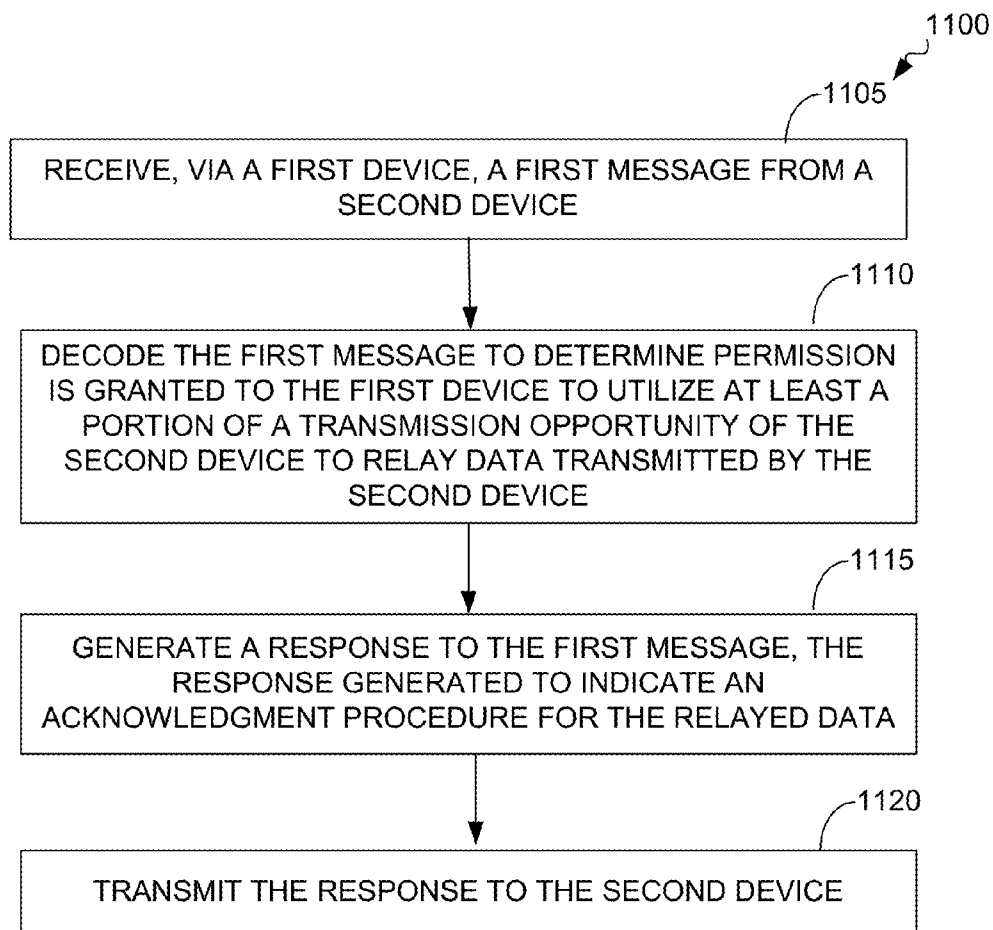 1100
1105
RECEIVE, VIA A FIRST DEVICE, A FIRST MESSAGE FROM A
SECOND DEVICE
1110
DECODE THE FIRST MESSAGE TO DETERMINE PERMISSION
IS GRANTED TO THE FIRST DEVICE TO UTILIZE AT LEAST A
PORTION OF A TRANSMISSION OPPORTUNITY OF THE
SECOND DEVICE TO RELAY DATA TRANSMITTED BY THE
SECOND DEVICE
1115
GENERATE A RESPONSE TO THE FIRST MESSAGE, THE
RESPONSE GENERATED TO INDICATE AN
ACKNOWLEDGMENT PROCEDURE FOR THE RELAYED DATA
1120
TRANSMIT THE RESPONSE TO THE SECOND DEVICE